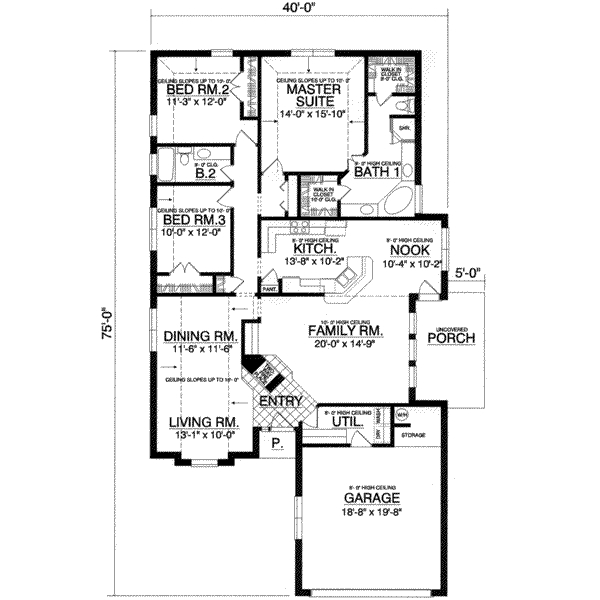 40'-0"
CEILING SLOPES UP TO 10'- 0"
BED RM.2
11'-3" x 12'-0"
CEILING SLOPES UP TO 10'- 0"
MASTER
SUITE
14'-0" x 15'-10"
WALK IN
CLOSET
SHR.
8'- 0" CLG.
B.2
8'- 0" HIGH CEILING
BATH 1
WALK IN
CLOSET
10'- 0" CLG.
CEILING SLOPES UP TO 10'- 0"
BED RM.3
10'-0" x 12'-0"
9'- 0" HIGH CEILING
KITCH.
13'-8" x 10'-2"
9'- 0" HIGH CEILING
NOOK
10'-4" x 10'-2"
5'-0"
PANT.
75'-0"
DINING RM.
11'-6" x 11'-6"
10'- 0" HIGH CEILING
FAMILY RM.
20'-0" x 14'-9"
UNCOVERED
PORCH
CEILING SLOPES UP TO 10'- 0"
ENTRY
LIVING RM.
13'-1" x 10'-0"
P.
8'- 0" HIGH CEILING
UTIL.
DRY
WASH
W/H
STORAGE
8'- 0" HIGH CEILING
GARAGE
18'-8" x 19'-8"